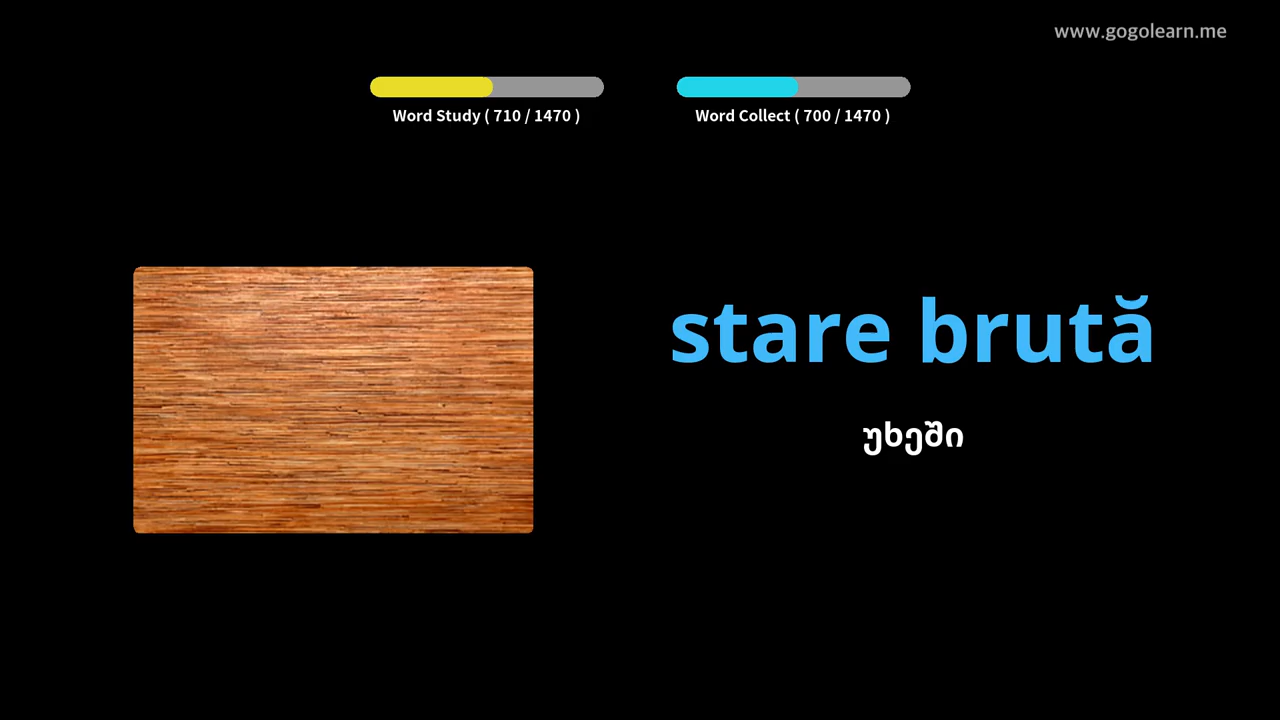 www.gogolearn.me
Word Study ( 710 / 1470 )
Word Collect ( 700 / 1470 )
stare brută
უხეში